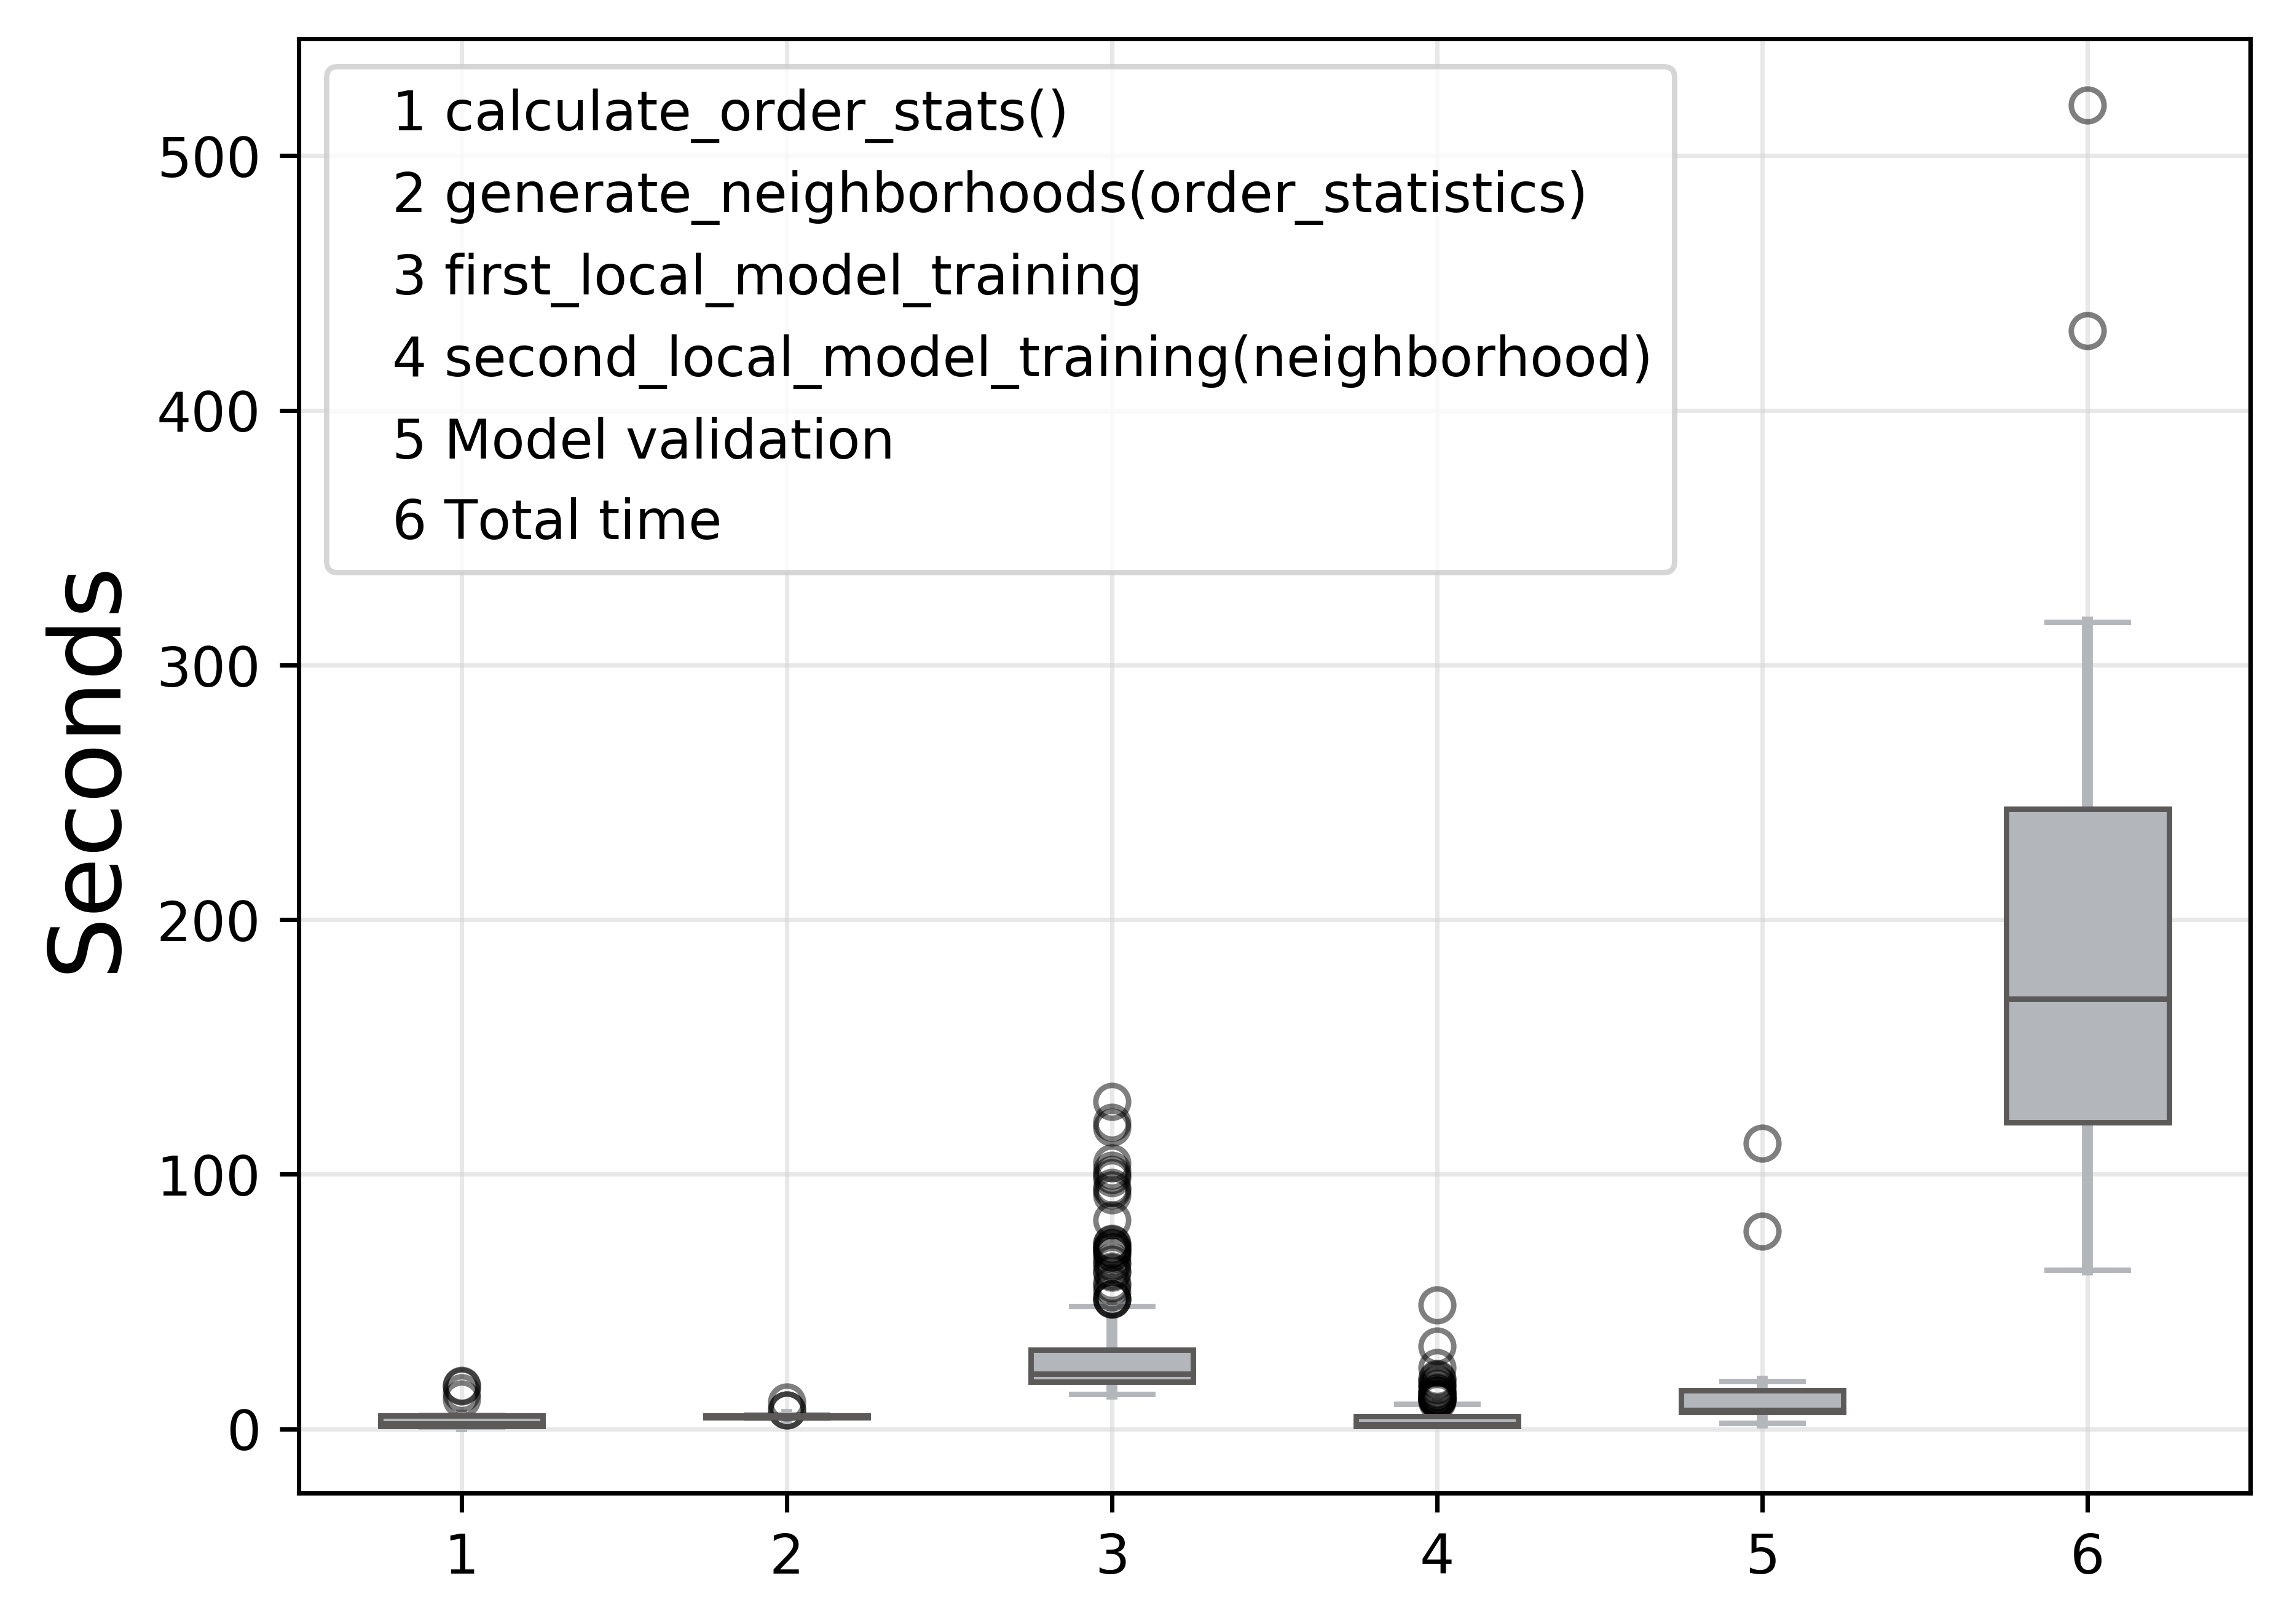 1 calculate_order_stats()
2 generate_neighborhoods(order_statistics)
3 first_local_model_training
4 second_local_model_training(neighborhood)
5 Model validation
6 Total time
Seconds
500
400
300
200
100
0
1 2 3 4 5 6